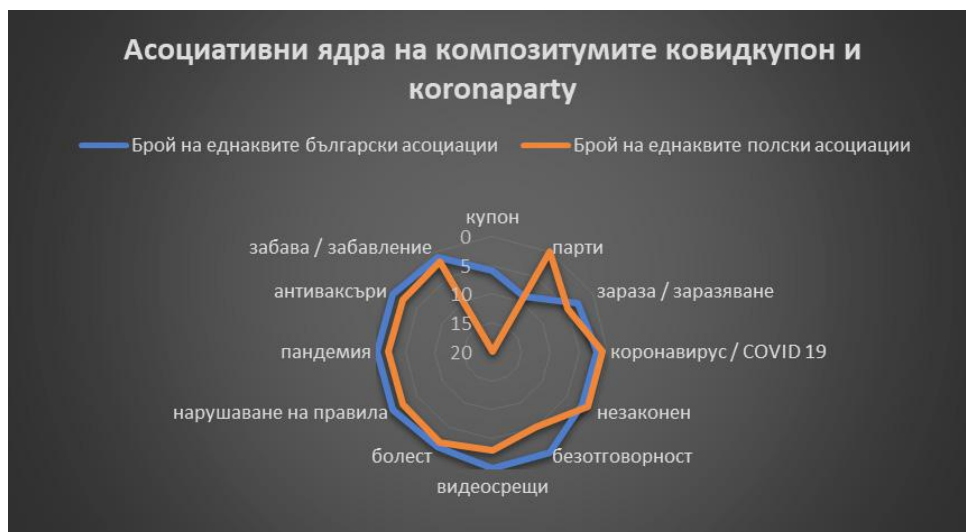 Асоциативни ядра на композитумите ковидкупон и
koronaparty
Брой на еднаквите български асоциации
Брой на еднаквите полски асоциации
купон
парти
зараза / заразяване
коронавирус / COVID 19
незаконен
безотговорност
видеосрещи
болест
нарушаване на правила
пандемия
антиваксъри
забава / забавление
0
5
10
15
20